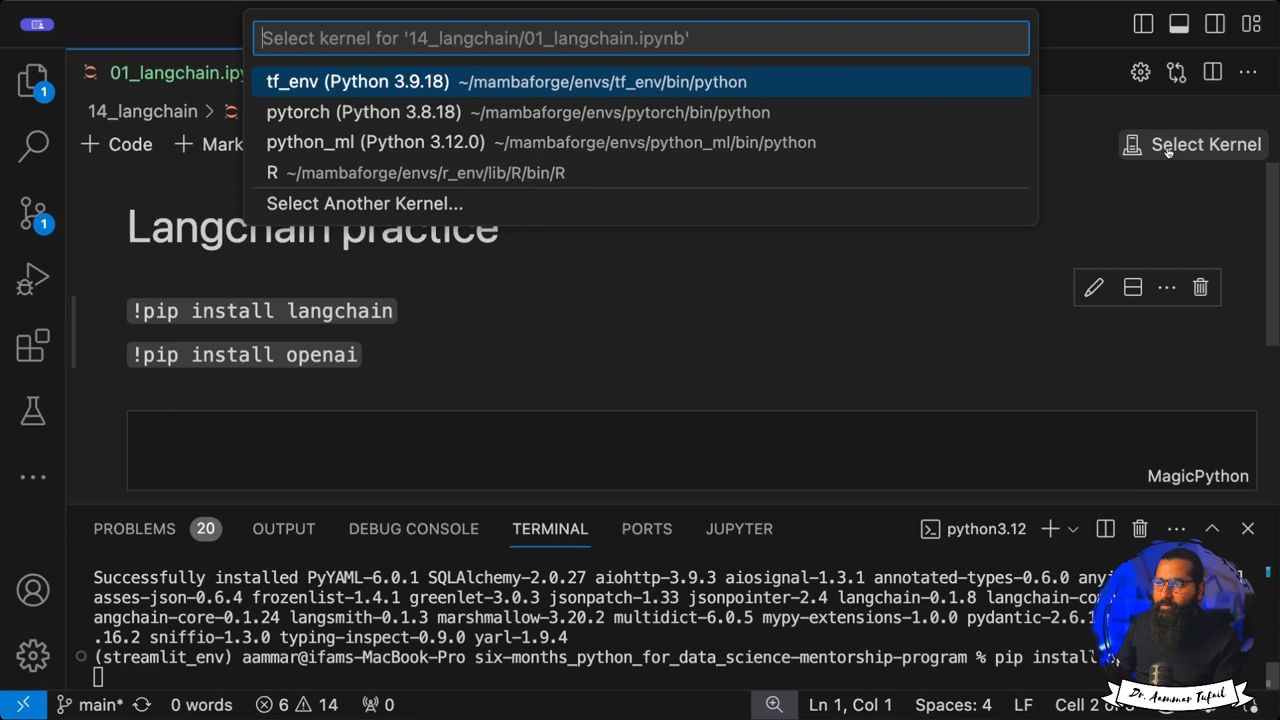 Select kernel for '14_langchain/01_langchain.ipynb'
tf_env (Python 3.9.18) ~/mambaforge/envs/tf_env/bin/python
pytorch (Python 3.8.18) ~/mambaforge/envs/pytorch/bin/python
python_ml (Python 3.12.0) ~/mambaforge/envs/python_ml/bin/python
R ~/mambaforge/envs/r_env/lib/R/bin/R
Select Another Kernel...
1
01_langchain.ipy
14_langchain >
+ Code + Mark
Select Kernel
1
Langchain practice
!pip install langchain
!pip install openai
MagicPython
PROBLEMS 20 OUTPUT DEBUG CONSOLE TERMINAL PORTS JUPYTER python3.12
Successfully installed PyYAML-6.0.1 SQLAlchemy-2.0.27 aiohttp-3.9.3 aiosignal-1.3.1 annotated-types-0.6.0
asses-json-0.6.4 frozenlist-1.4.1 greenlet-3.0.3 jsonpatch-1.33 jsonpointer-2.4 langchain-0.1.8
angchain-core-0.1.24 langsmith-0.1.3 marshmallow-3.20.2 multidict-6.0.5 mypy-extensions-1.0.0
.16.2 sniffio-1.3.0 typing-inspect-0.9.0 yarl-1.9.4
(streamlit_env) aammar@ifams-MacBook-Pro six-months_python_for_data_science-mentorship-program % pip install
Dr. Aammar Tufail
main* 0 words 6 14 0 Ln 1, Col 1 Spaces: 4 LF Cell 2